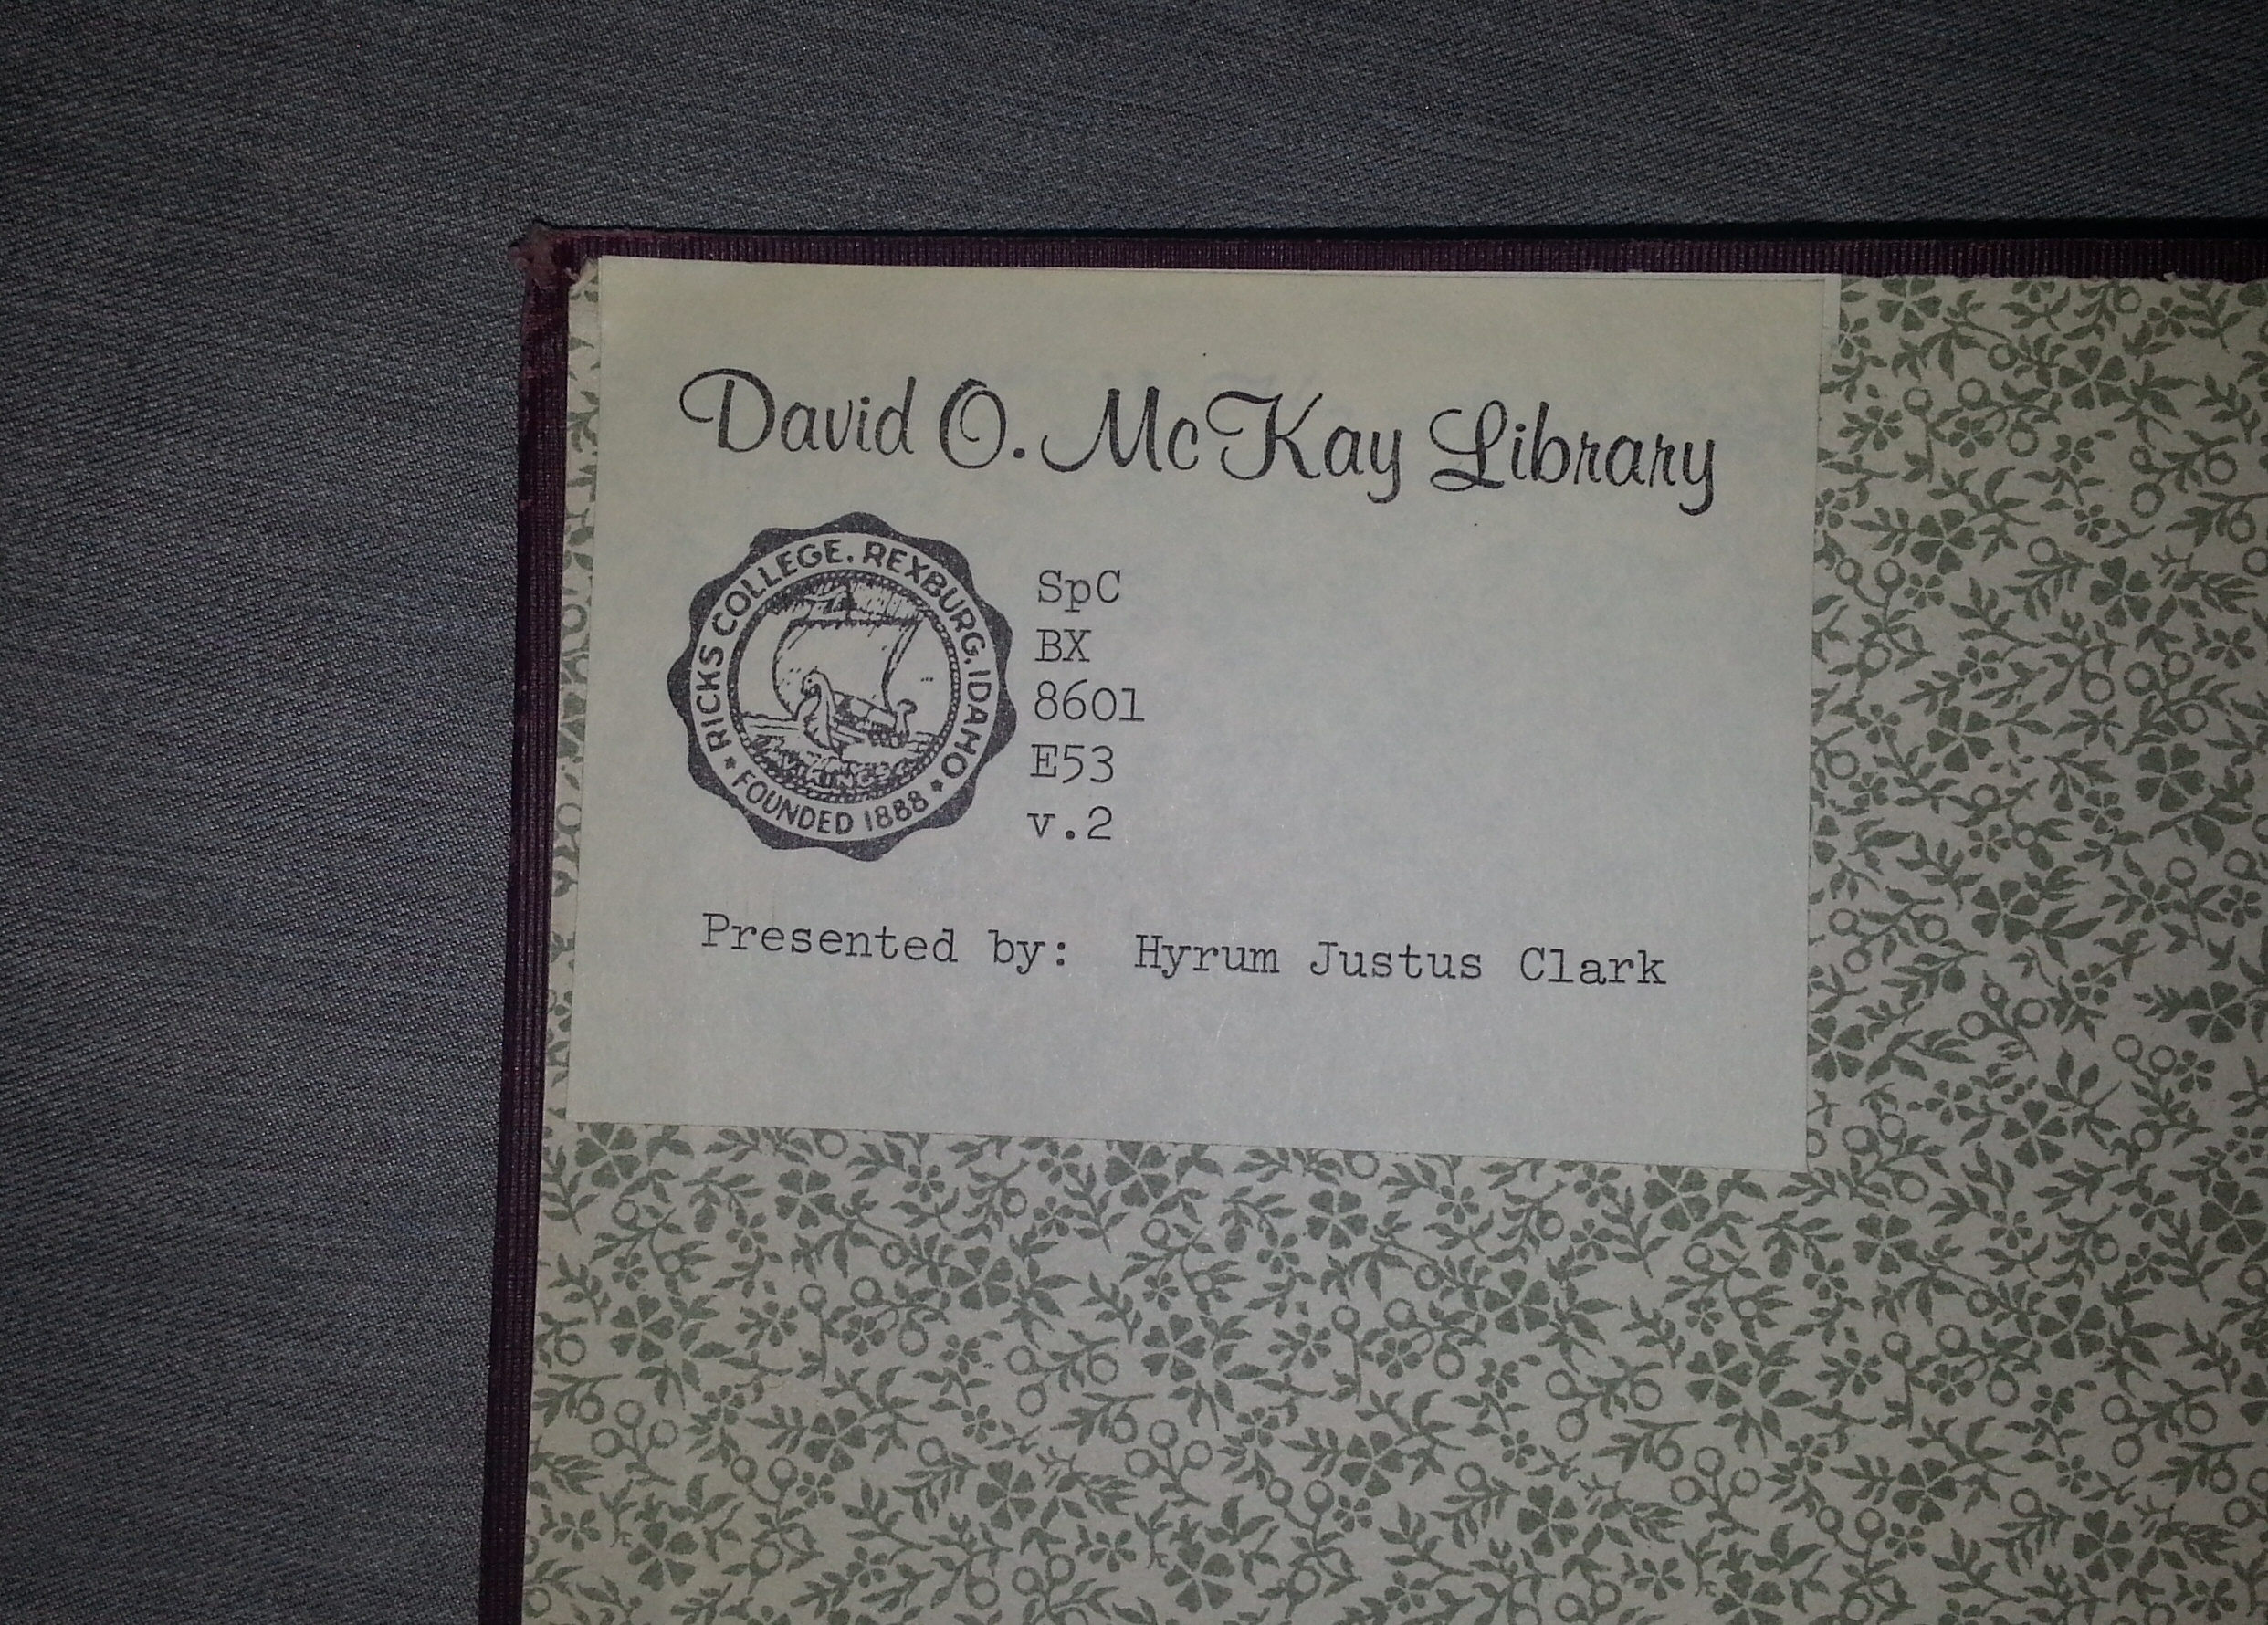 David O. McKay Library
RICKS COLLEGE, REXBURG, IDAHO
★ FOUNDED 1888 ★
SpC
BX
8601
E53
v.2
Presented by: Hyrum Justus Clark